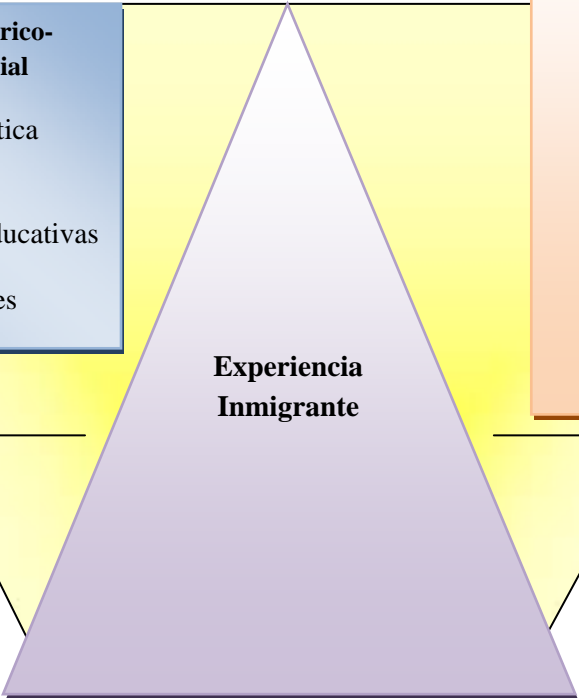 rico-
ial
tica
ducativas
es
Experiencia
Inmigrante